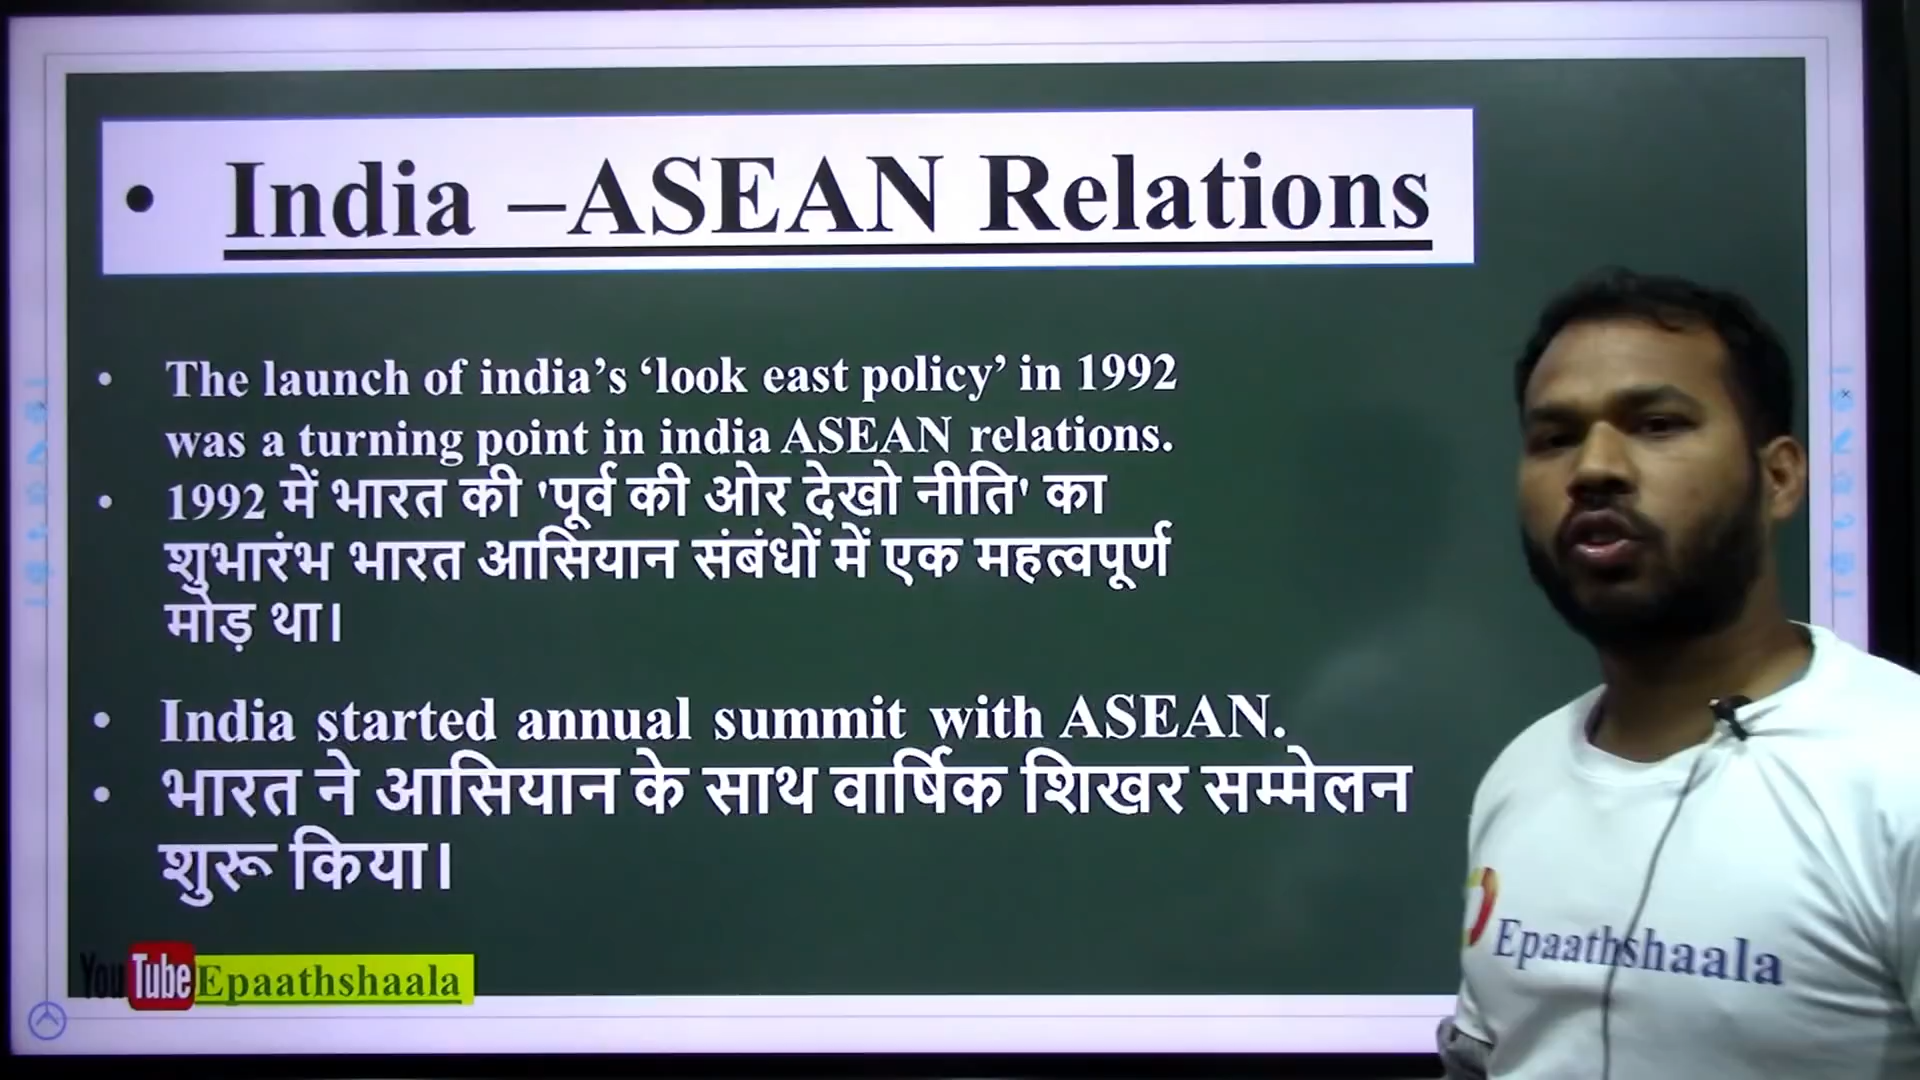 • India –ASEAN Relations
• The launch of india’s ‘look east policy’ in 1992
was a turning point in india ASEAN relations.
• 1992 में भारत की 'पूर्व की ओर देखो नीति' का
शुभारंभ भारत आसियान संबंधों में एक महत्वपूर्ण
मोड़ था।
• India started annual summit with ASEAN.
• भारत ने आसियान के साथ वार्षिक शिखर सम्मेलन
शुरू किया।
YouTube Epaathshaala
Epaathshaala